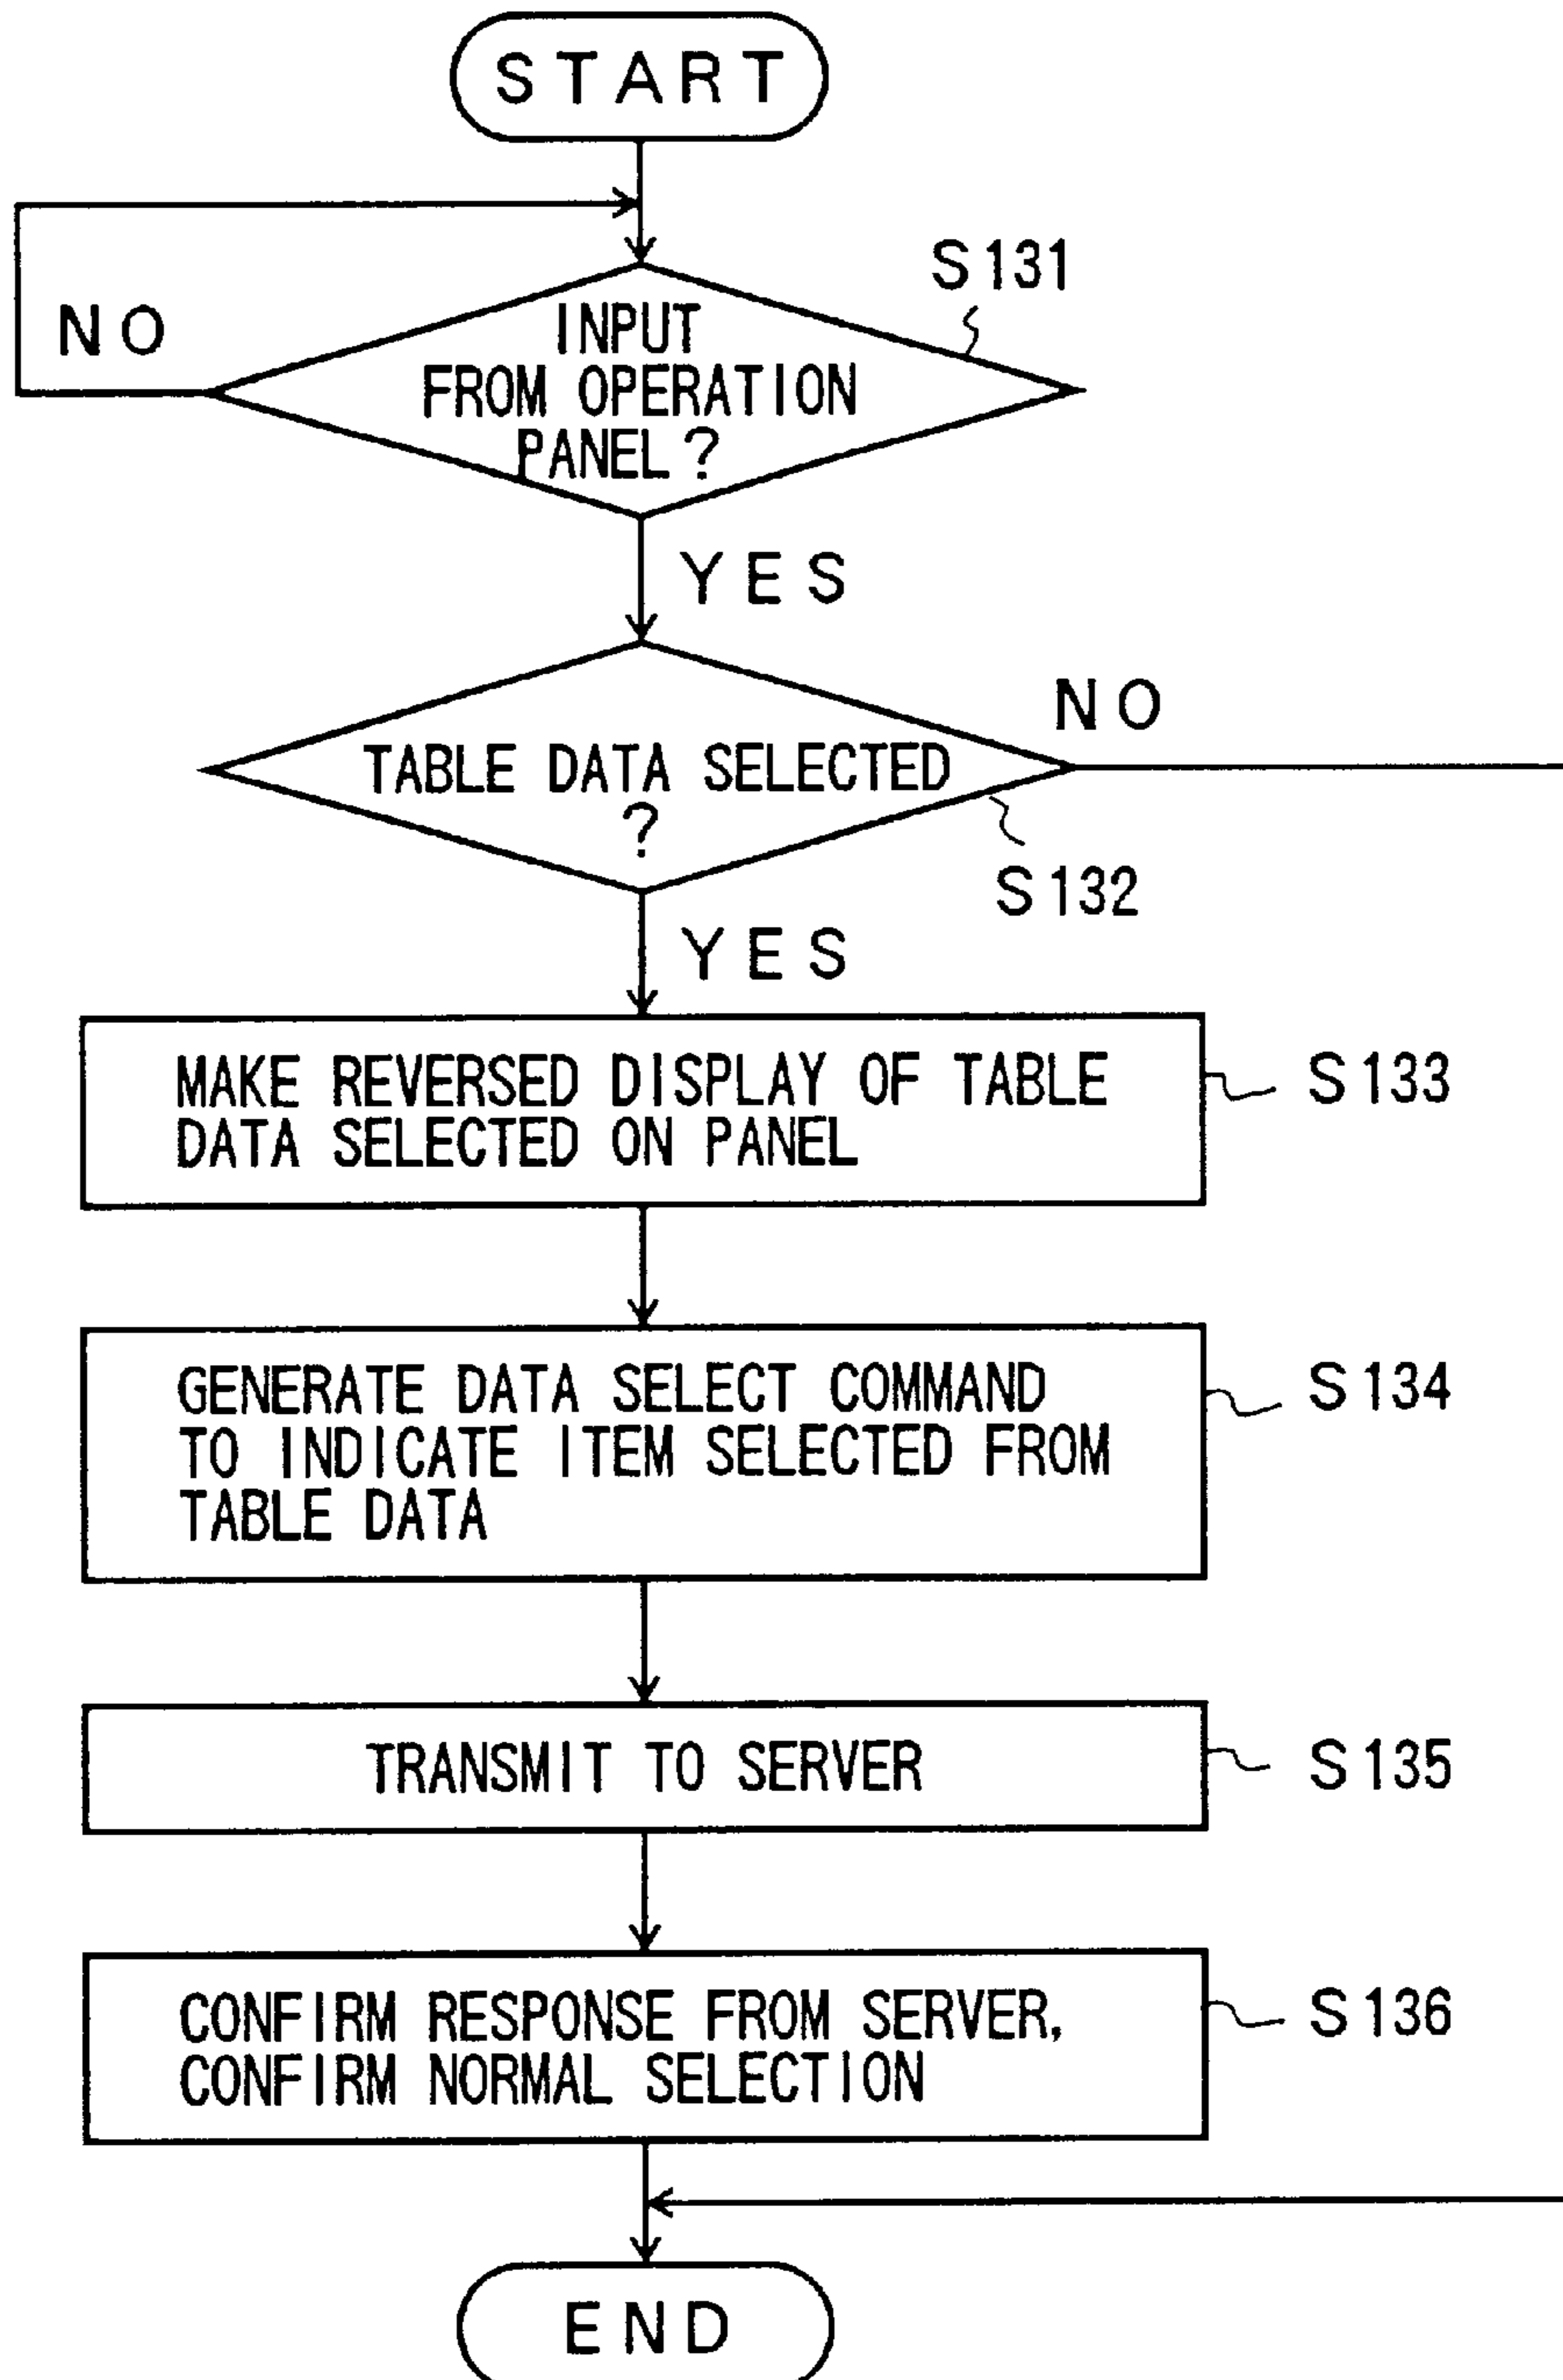 START
S131
NO
INPUT
FROM OPERATION
PANEL?
YES
NO
TABLE DATA SELECTED
?
S132
YES
MAKE REVERSED DISPLAY OF TABLE
DATA SELECTED ON PANEL
S133
GENERATE DATA SELECT COMMAND
TO INDICATE ITEM SELECTED FROM
TABLE DATA
S134
TRANSMIT TO SERVER
S135
CONFIRM RESPONSE FROM SERVER,
CONFIRM NORMAL SELECTION
S136
END